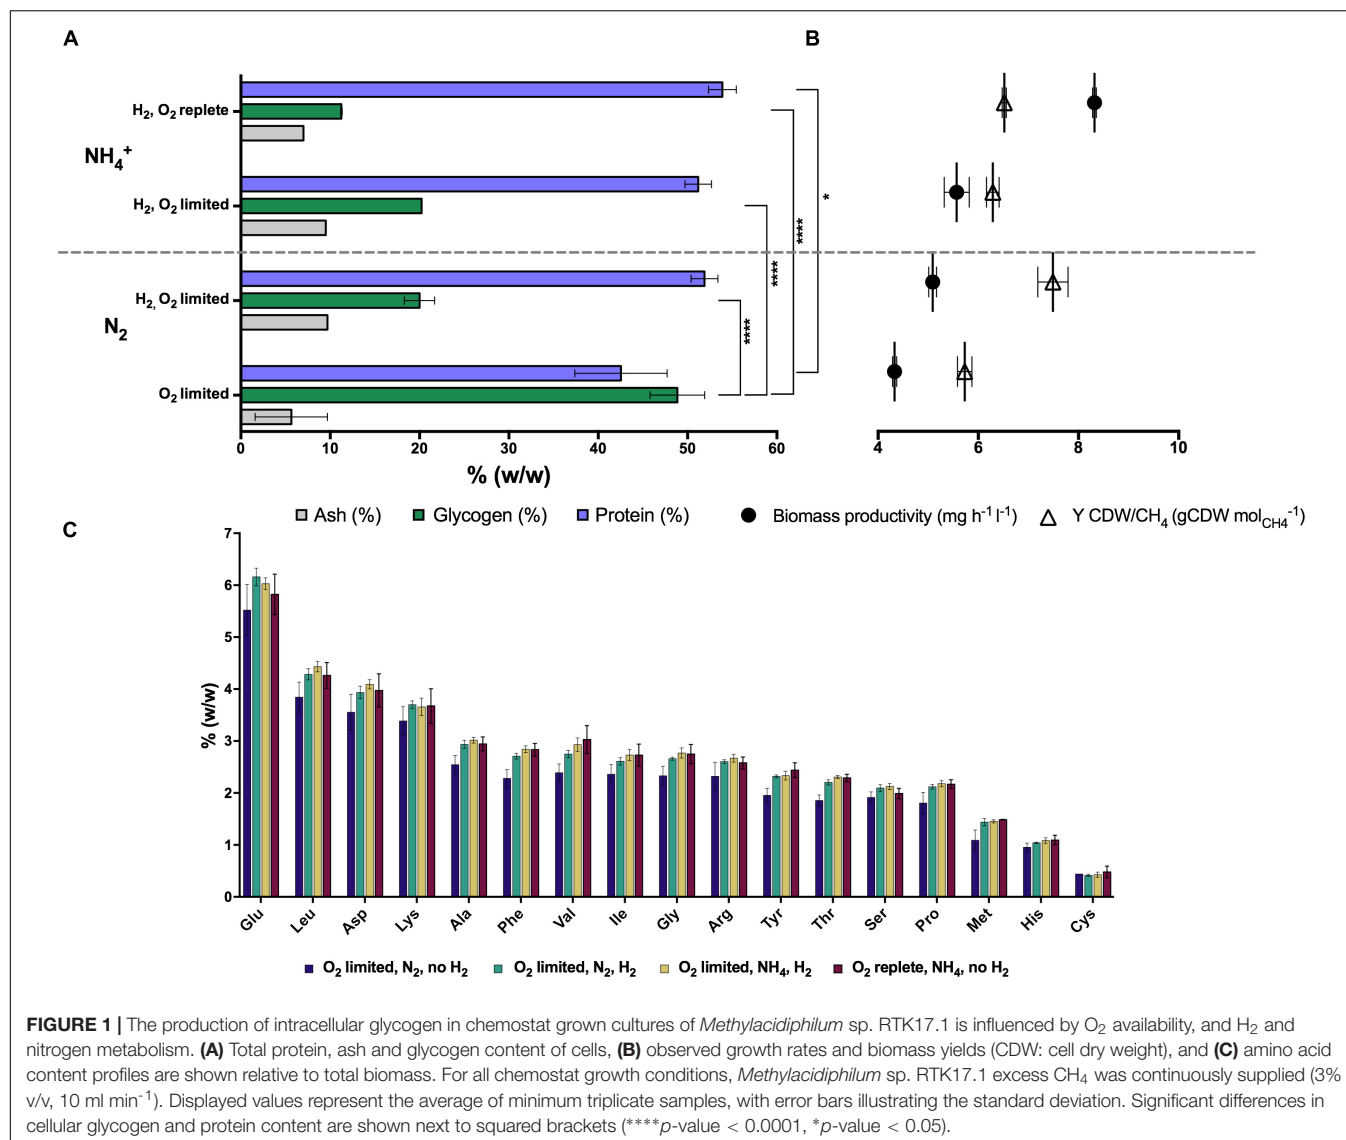 A
B
H2, O2 replete
NH4+
H2, O2 limited
H2, O2 limited
N2
O2 limited
*
****
****
****
0 10 20 30 40 50 60
% (w/w)
4 6 8 10
Ash (%) Glycogen (%) Protein (%) Biomass productivity (mg h-1 l-1) Y CDW/CH4 (gCDW molCH4-1)
C
7
6
5
4
3
2
1
0
% (w/w)
Glu Leu Asp Lys Ala Phe Val Ile Gly Arg Tyr Thr Ser Pro Met His Cys
O2 limited, N2, no H2 O2 limited, N2, H2 O2 limited, NH4, H2 O2 replete, NH4, no H2
FIGURE 1 | The production of intracellular glycogen in chemostat grown cultures of Methylacidiphilum sp. RTK17.1 is influenced by O2 availability, and H2 and
nitrogen metabolism. (A) Total protein, ash and glycogen content of cells, (B) observed growth rates and biomass yields (CDW: cell dry weight), and (C) amino acid
content profiles are shown relative to total biomass. For all chemostat growth conditions, Methylacidiphilum sp. RTK17.1 excess CH4 was continuously supplied (3%
v/v, 10 ml min-1). Displayed values represent the average of minimum triplicate samples, with error bars illustrating the standard deviation. Significant differences in
cellular glycogen and protein content are shown next to squared brackets (****p-value < 0.0001, *p-value < 0.05).